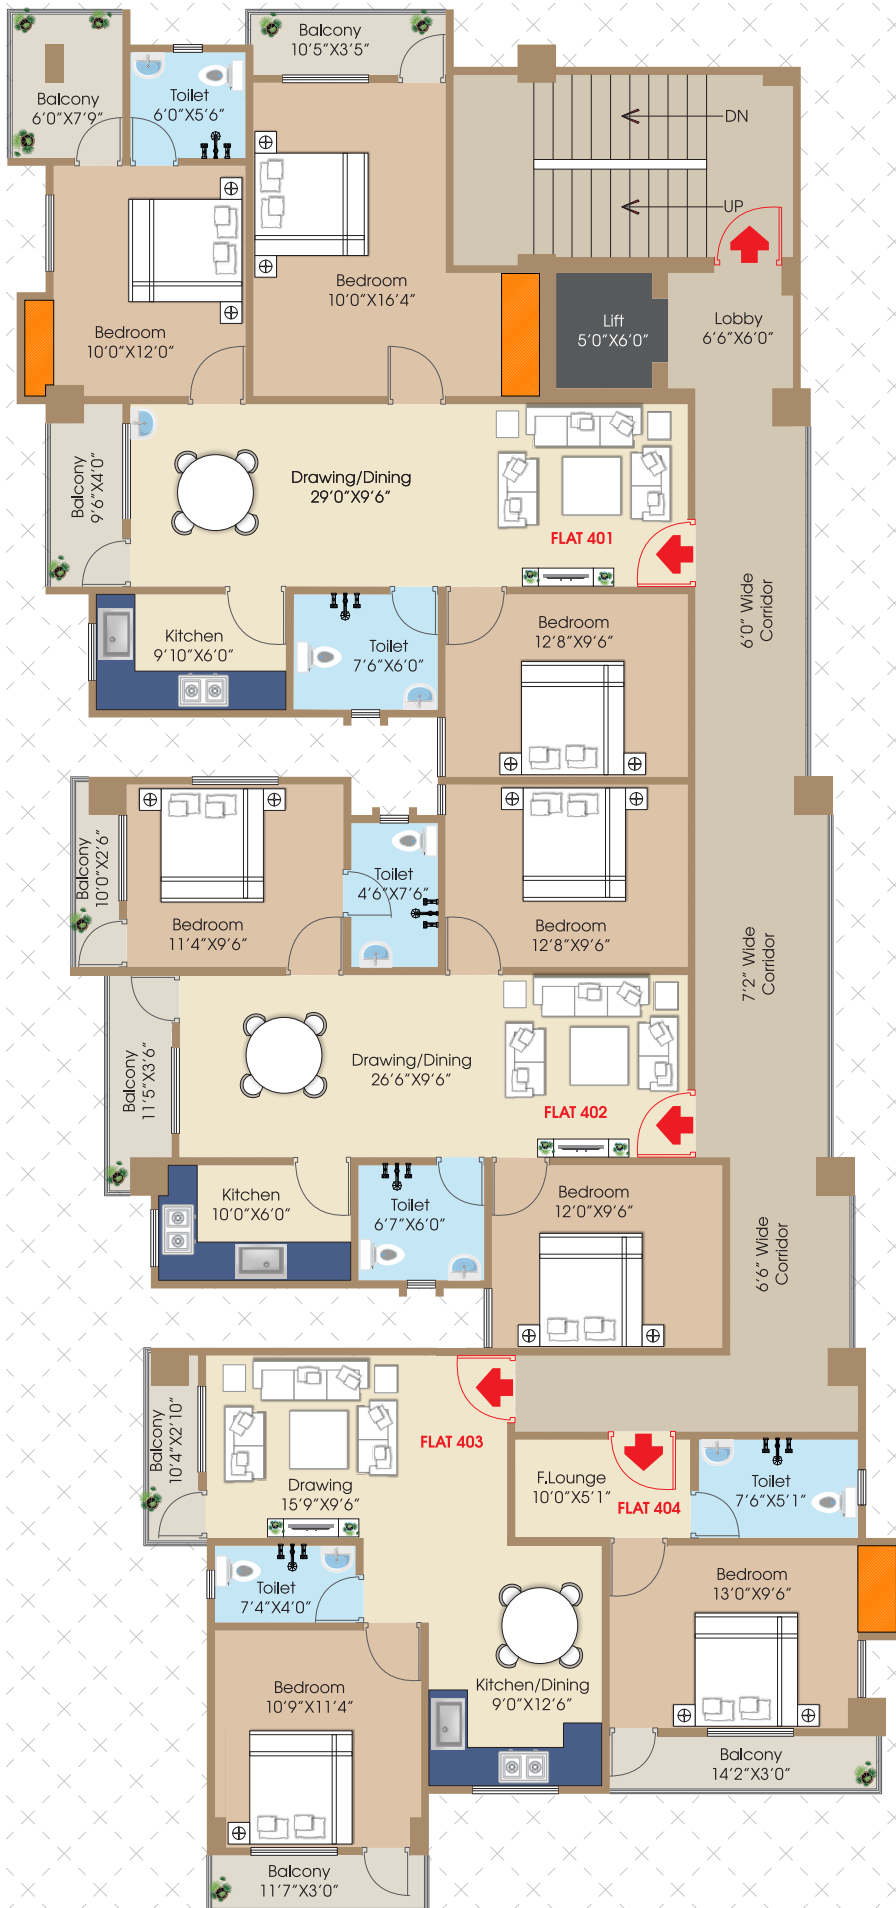 Balcony
10'5"X3'5"
Balcony
6'0"X7'9"
Toilet
6'0"X5'6"
DN
UP
Bedroom
10'0"X16'4"
Bedroom
10'0"X12'0"
Lift
5'0"X6'0"
Lobby
6'6"X6'0"
Balcony
9'6"X4'0"
Drawing/Dining
29'0"X9'6"
FLAT 401
6'0" Wide
Corridor
Kitchen
9'10"X6'0"
Toilet
7'6"X6'0"
Bedroom
12'8"X9'6"
Balcony
10'0"X2'6"
Bedroom
11'4"X9'6"
Toilet
4'6"X7'6"
Bedroom
12'8"X9'6"
7'2" Wide
Corridor
Balcony
11'5"X3'6"
Drawing/Dining
26'6"X9'6"
FLAT 402
Kitchen
10'0"X6'0"
Toilet
6'7"X6'0"
Bedroom
12'0"X9'6"
6'6" Wide
Corridor
Balcony
10'4"X2'10"
FLAT 403
Drawing
15'9"X9'6"
F.Lounge
10'0"X5'1"
FLAT 404
Toilet
7'6"X5'1"
Toilet
7'4"X4'0"
Bedroom
13'0"X9'6"
Bedroom
10'9"X11'4"
Kitchen/Dining
9'0"X12'6"
Balcony
14'2"X3'0"
Balcony
11'7"X3'0"